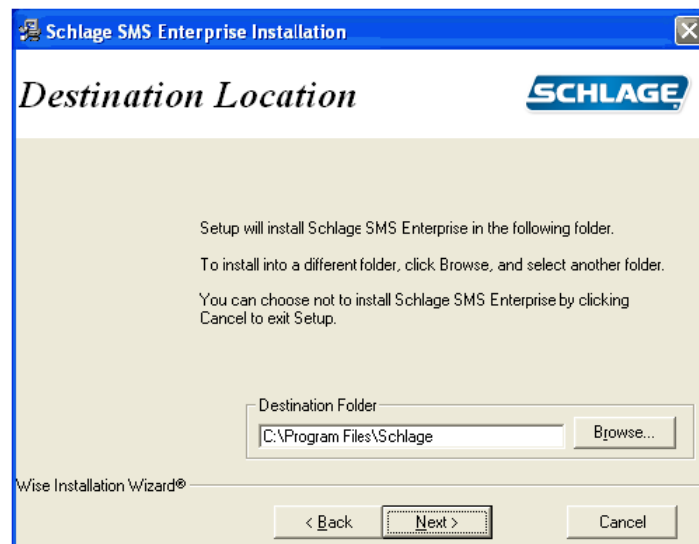 Schlage SMS Enterprise Installation
Destination Location
SCHLAGE
Setup will install Schlage SMS Enterprise in the following folder.
To install into a different folder, click Browse, and select another folder.
You can choose not to install Schlage SMS Enterprise by clicking
Cancel to exit Setup.
Destination Folder
C:\Program Files\Schlage
Browse...
Wise Installation Wizard®
< Back
Next >
Cancel